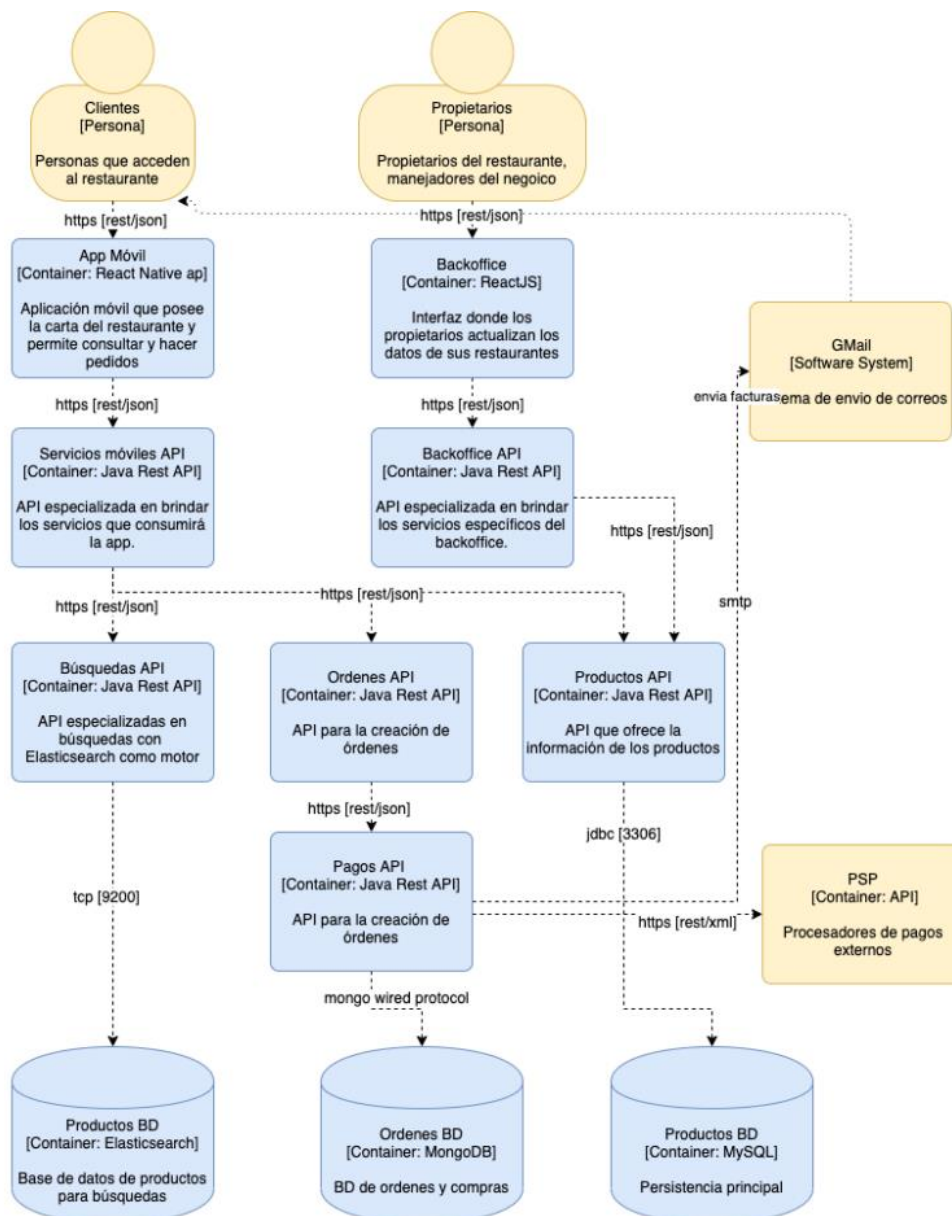 Clientes
[Persona]
Personas que acceden
al restaurante
Propietarios
[Persona]
Propietarios del restaurante,
manejadores del negoico
https [rest/json]
https [rest/json]
App Móvil
[Container: React Native ap]
Aplicación móvil que posee
la carta del restaurante y
permite consultar y hacer
pedidos
Backoffice
[Container: ReactJS]
Interfaz donde los
propietarios actualizan los
datos de sus restaurantes
GMail
[Software System]
envia facturas
tema de envio de correos
https [rest/json]
https [rest/json]
Servicios móviles API
[Container: Java Rest API]
API especializada en brindar
los servicios que consumirá
la app.
Backoffice API
[Container: Java Rest API]
API especializada en brindar
los servicios específicos del
backoffice.
https [rest/json]
https [rest/json]
https [rest/json]
smtp
Búsquedas API
[Container: Java Rest API]
API especializadas en
búsquedas con
Elasticsearch como motor
Ordenes API
[Container: Java Rest API]
API para la creación de
órdenes
Productos API
[Container: Java Rest API]
API que ofrece la
información de los productos
https [rest/json]
jdbc [3306]
Pagos API
[Container: Java Rest API]
API para la creación de
órdenes
tcp [9200]
https [rest/xml]
PSP
[Container: API]
Procesadores de pagos
externos
mongo wired protocol
Productos BD
[Container: Elasticsearch]
Base de datos de productos
para búsquedas
Ordenes BD
[Container: MongoDB]
BD de ordenes y compras
Productos BD
[Container: MySQL]
Persistencia principal